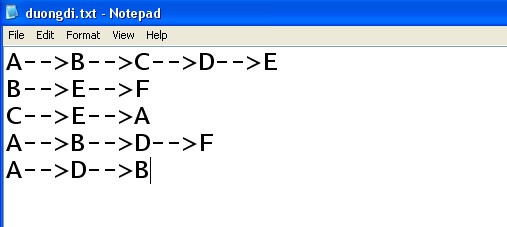 duongdi.txt - Notepad
File Edit Format View Help
A-->B-->C-->D-->E
B-->E-->F
C-->E-->A
A-->B-->D-->F
A-->D-->B